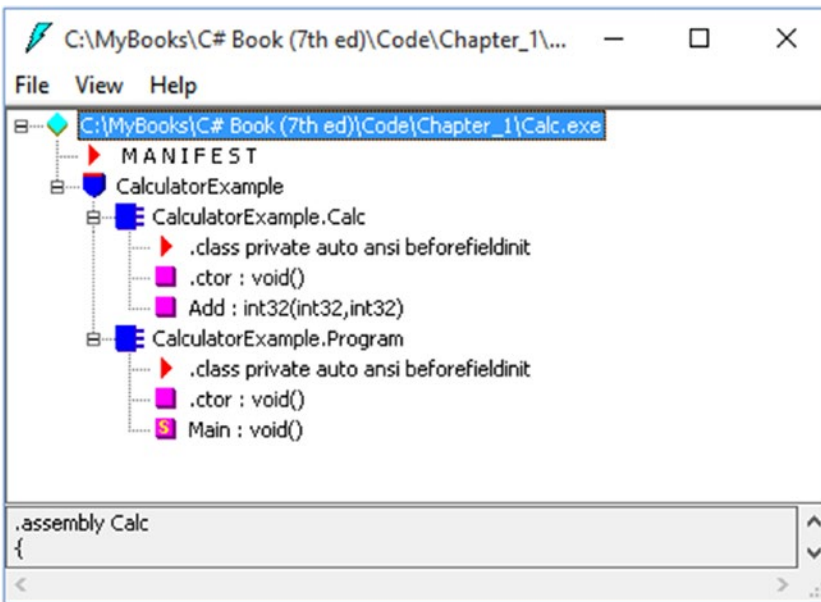 C:\MyBooks\C# Book (7th ed)\Code\Chapter_1\...
File View Help
C:\MyBooks\C# Book (7th ed)\Code\Chapter_1\Calc.exe
MANIFEST
CalculatorExample
CalculatorExample.Calc
.class private auto ansi beforefieldinit
.ctor : void()
Add : int32(int32,int32)
CalculatorExample.Program
.class private auto ansi beforefieldinit
.ctor : void()
S Main : void()
.assembly Calc
{